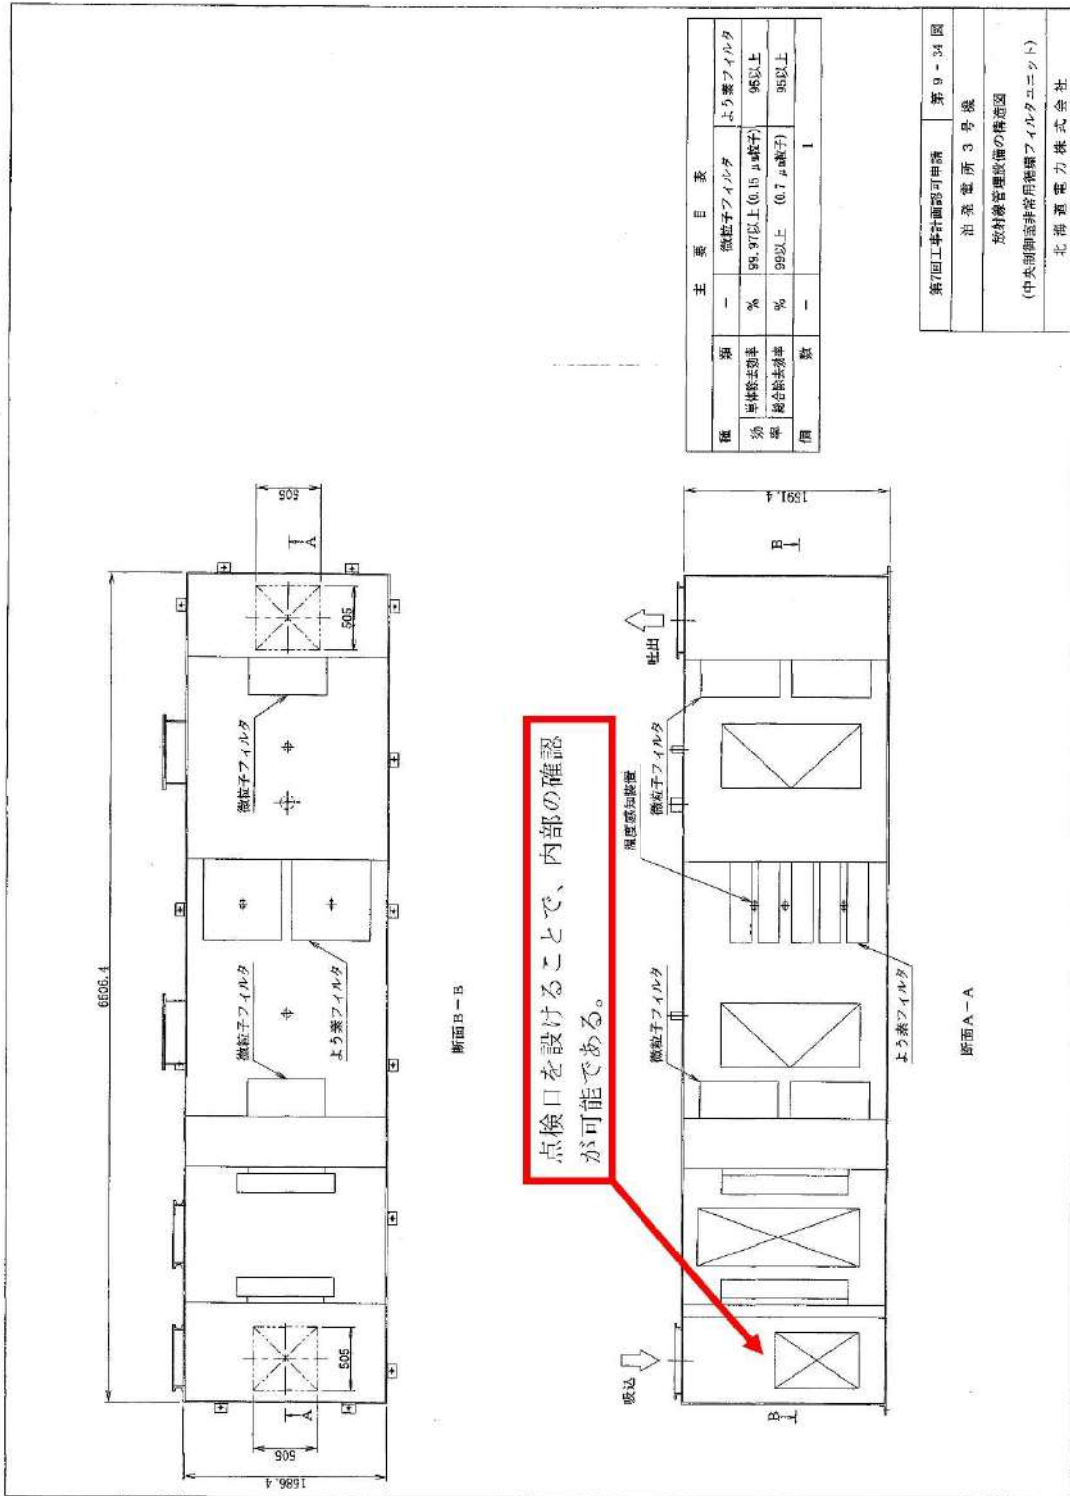 6606.4
1586.4
505
505
505
505
A
A
微粒子フィルタ
よう素フィルタ
微粒子フィルタ
断面B-B
点検口を設けることで、内部の確認
が可能である。
吸込
吐出
B
B
1591.4
微粒子フィルタ
温度感知装置
微粒子フィルタ
よう素フィルタ
断面A-A
主要目表
種類 - 微粒子フィルタ よう素フィルタ
効率 単体除去効率 % 99.97以上(0.15 μm粒子) 95以上
総合除去効率 % 99以上 (0.7 μm粒子) 95以上
個数 - 1
第7回工事計画認可申請 第9-34図
泊発電所3号機
放射線管理設備の構造図
(中央制御室非常用循環フィルタユニット)
北海道電力株式会社